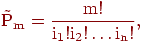 P̃ₘ = m! / (i₁!i₂!…iₙ!),